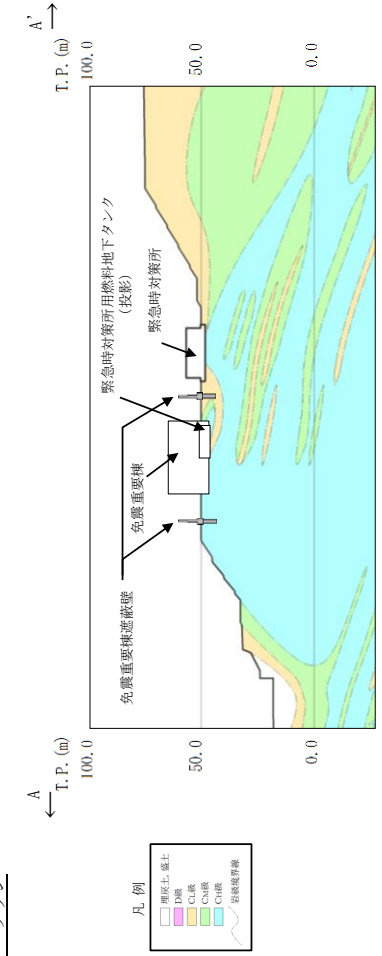 A
T.P. (m)
100.0
50.0
0.0
A'
T.P. (m)
100.0
50.0
0.0
免震重要棟遮蔽壁
免震重要棟
緊急時対策所用燃料地下タンク
(投影)
緊急時対策所
凡 例
埋戻土, 盛土
D級
CL級
CM級
CH級
岩級境界線